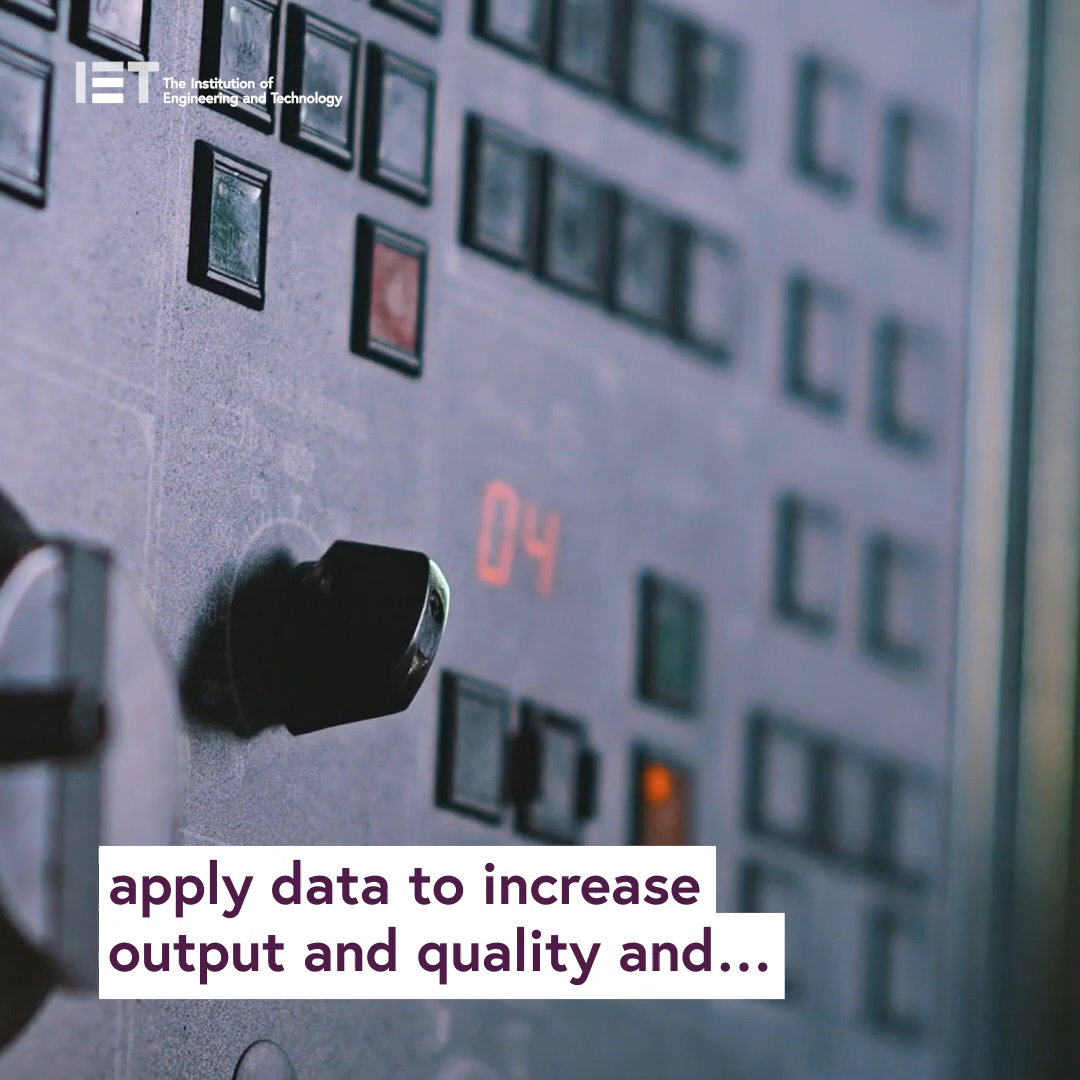 IET The Institution of
Engineering and Technology
04
apply data to increase
output and quality and...